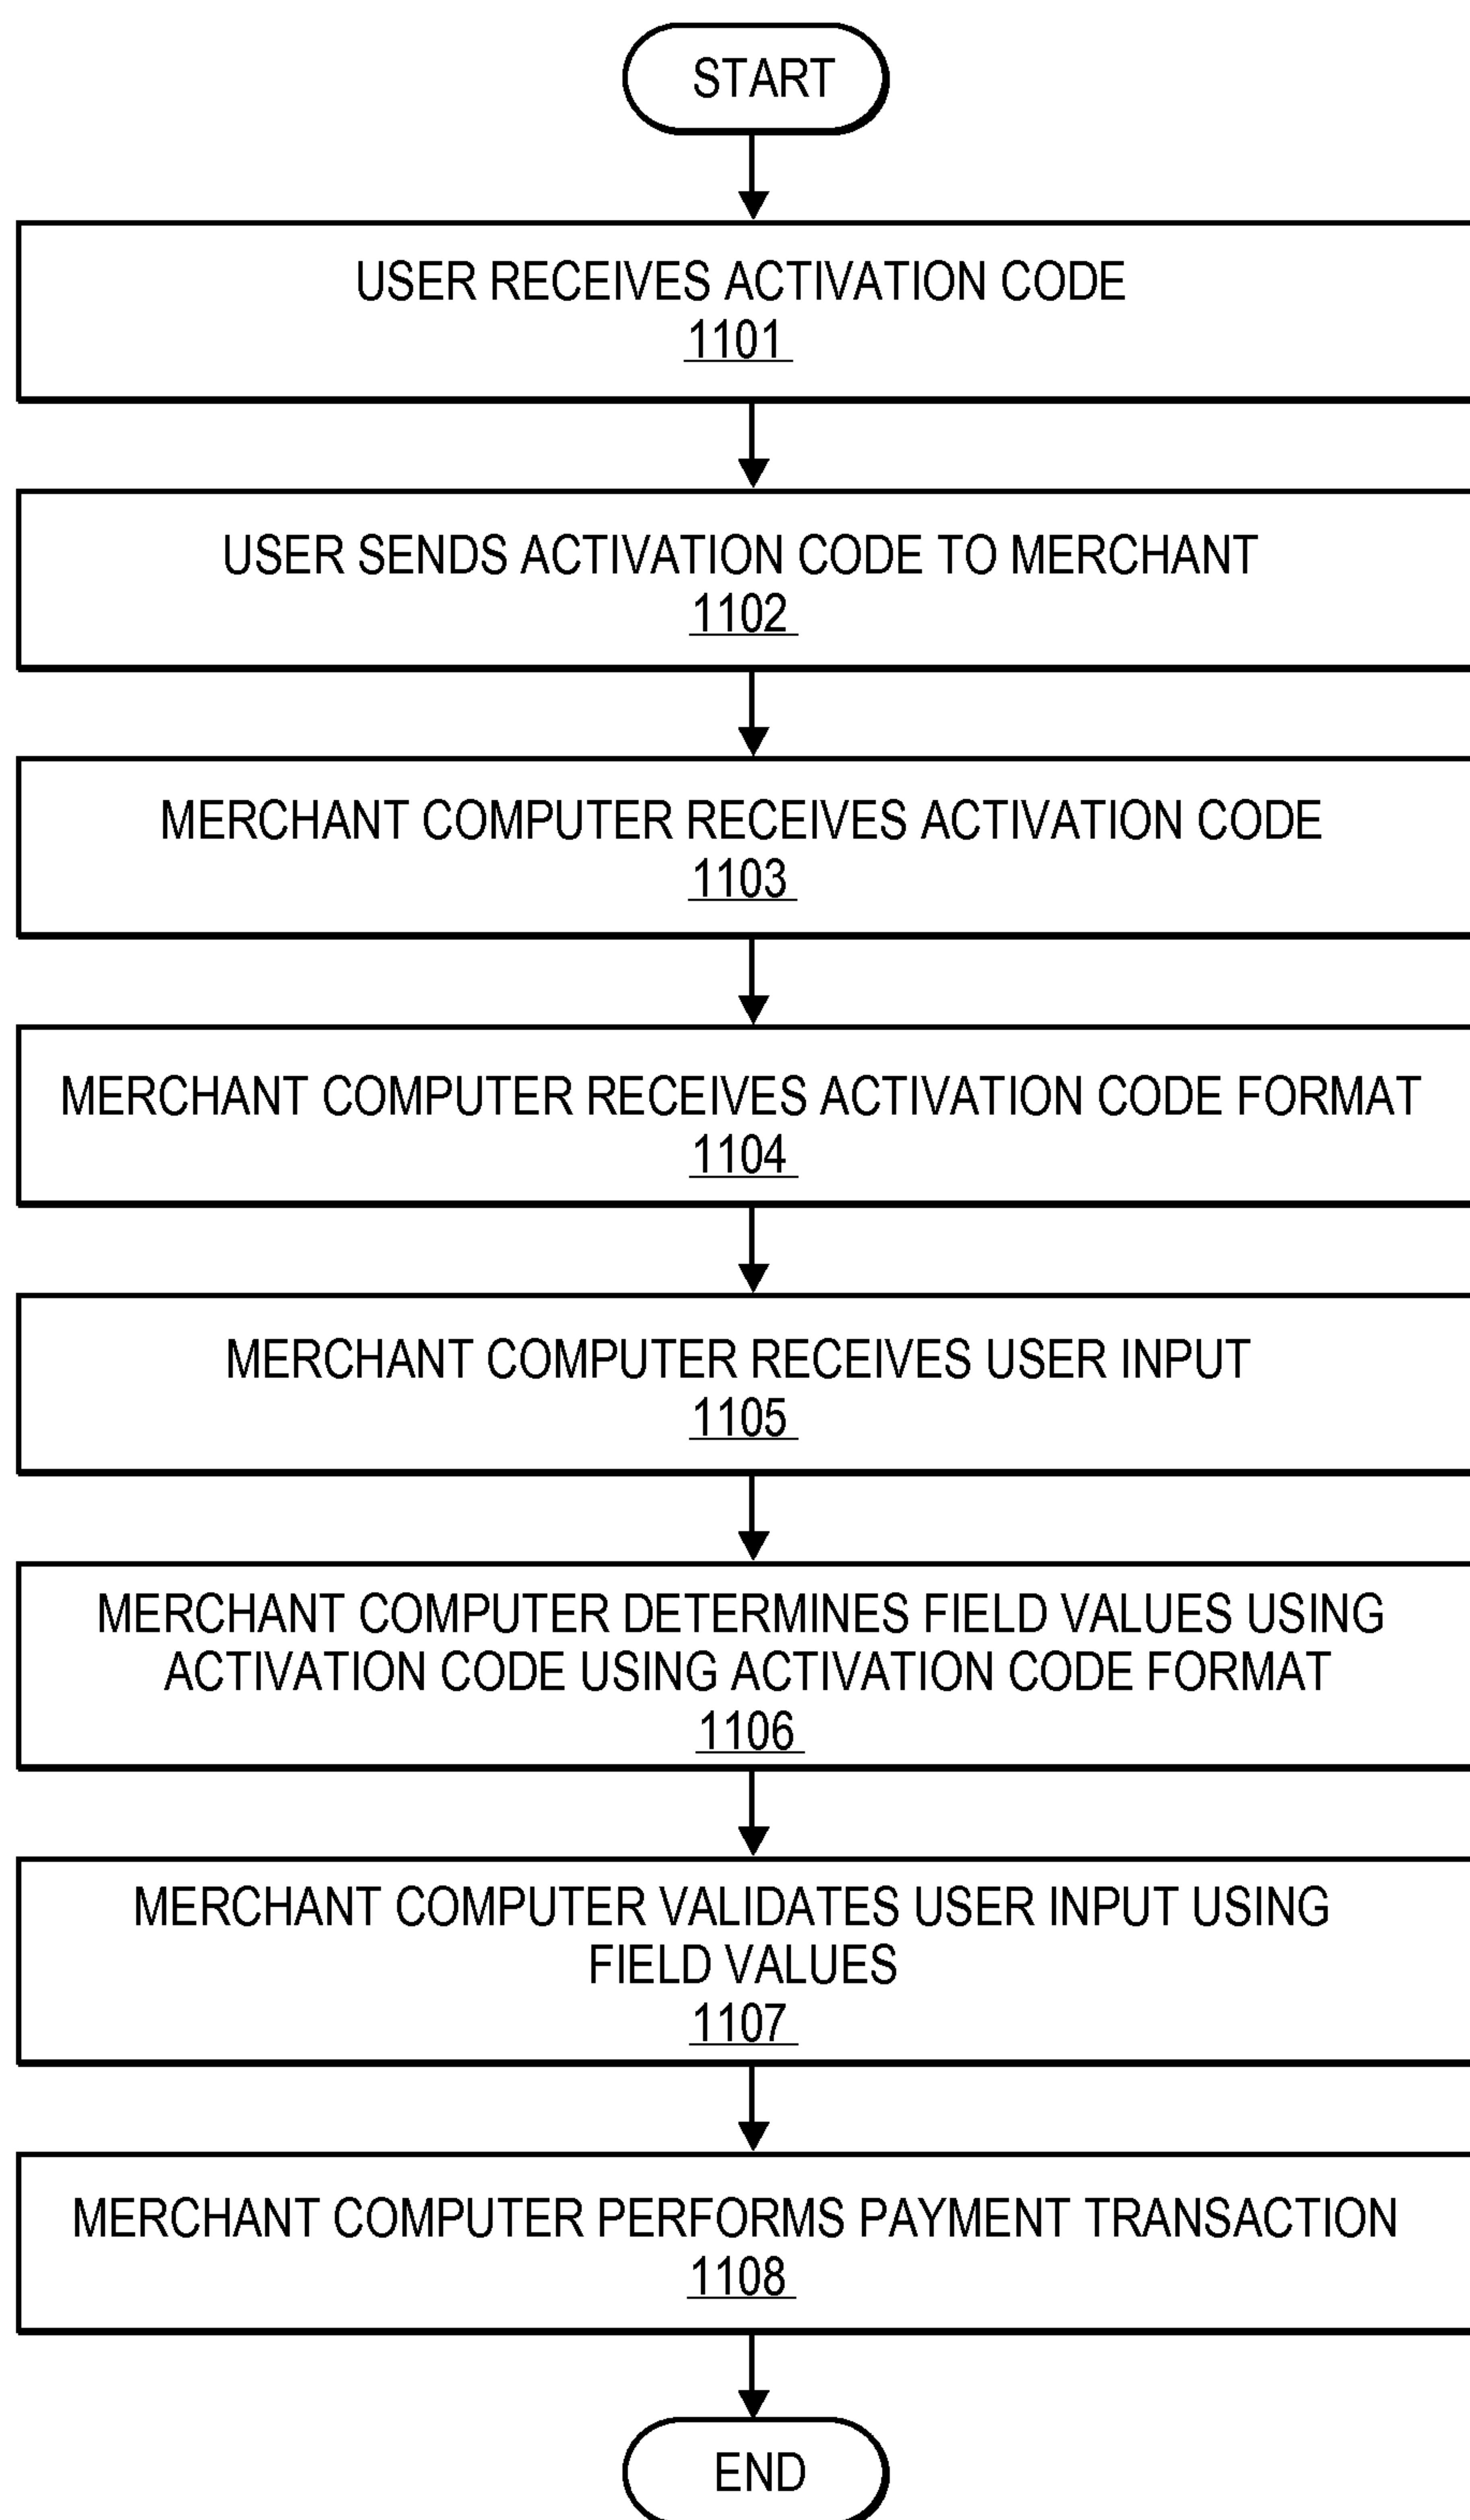 START
USER RECEIVES ACTIVATION CODE
1101
USER SENDS ACTIVATION CODE TO MERCHANT
1102
MERCHANT COMPUTER RECEIVES ACTIVATION CODE
1103
MERCHANT COMPUTER RECEIVES ACTIVATION CODE FORMAT
1104
MERCHANT COMPUTER RECEIVES USER INPUT
1105
MERCHANT COMPUTER DETERMINES FIELD VALUES USING
ACTIVATION CODE USING ACTIVATION CODE FORMAT
1106
MERCHANT COMPUTER VALIDATES USER INPUT USING
FIELD VALUES
1107
MERCHANT COMPUTER PERFORMS PAYMENT TRANSACTION
1108
END